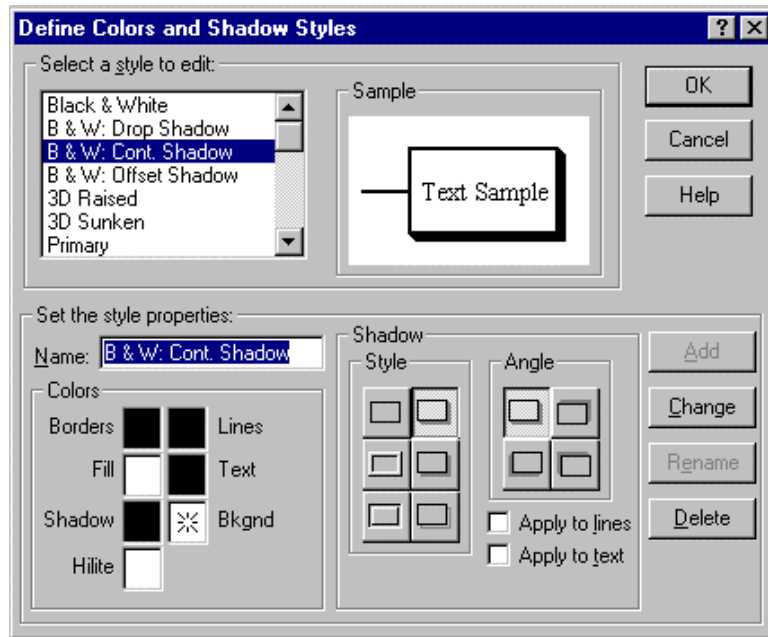 Define Colors and Shadow Styles
Select a style to edit:
Black & White
B & W: Drop Shadow
B & W: Cont. Shadow
B & W: Offset Shadow
3D Raised
3D Sunken
Primary
Sample
Text Sample
OK
Cancel
Help
Set the style properties:
Name: B & W: Cont. Shadow
Colors
Borders
Lines
Fill
Text
Shadow
Bkgnd
Hilite
Shadow
Style
Angle
Apply to lines
Apply to text
Add
Change
Rename
Delete